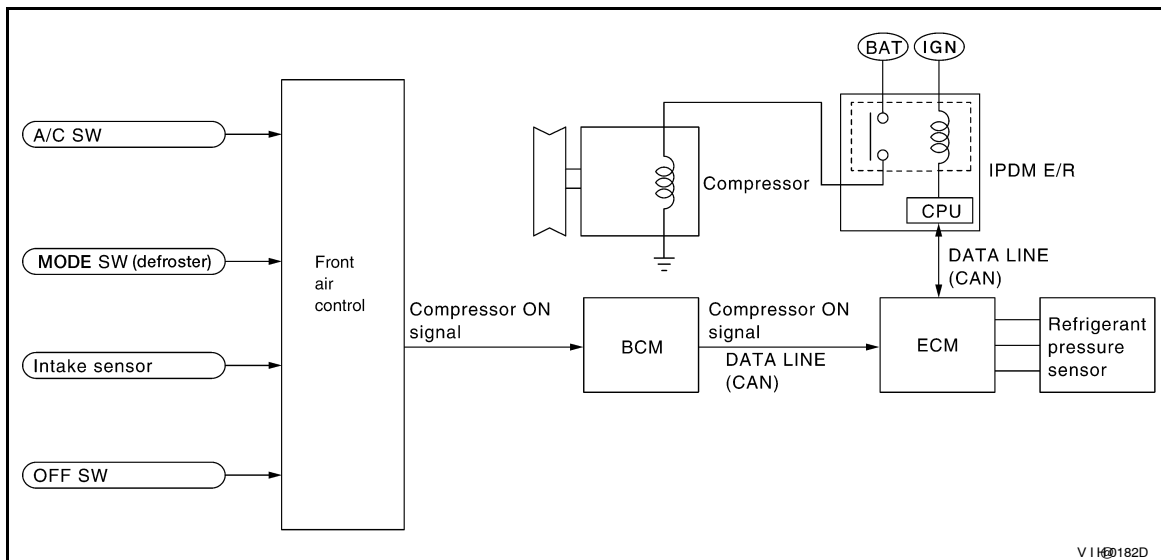 BAT
IGN
A/C SW
Compressor
IPDM E/R
CPU
MODE SW (defroster)
Front
air
control
DATA LINE
(CAN)
Compressor ON
signal
BCM
Compressor ON
signal
DATA LINE
(CAN)
ECM
Refrigerant
pressure
sensor
Intake sensor
OFF SW